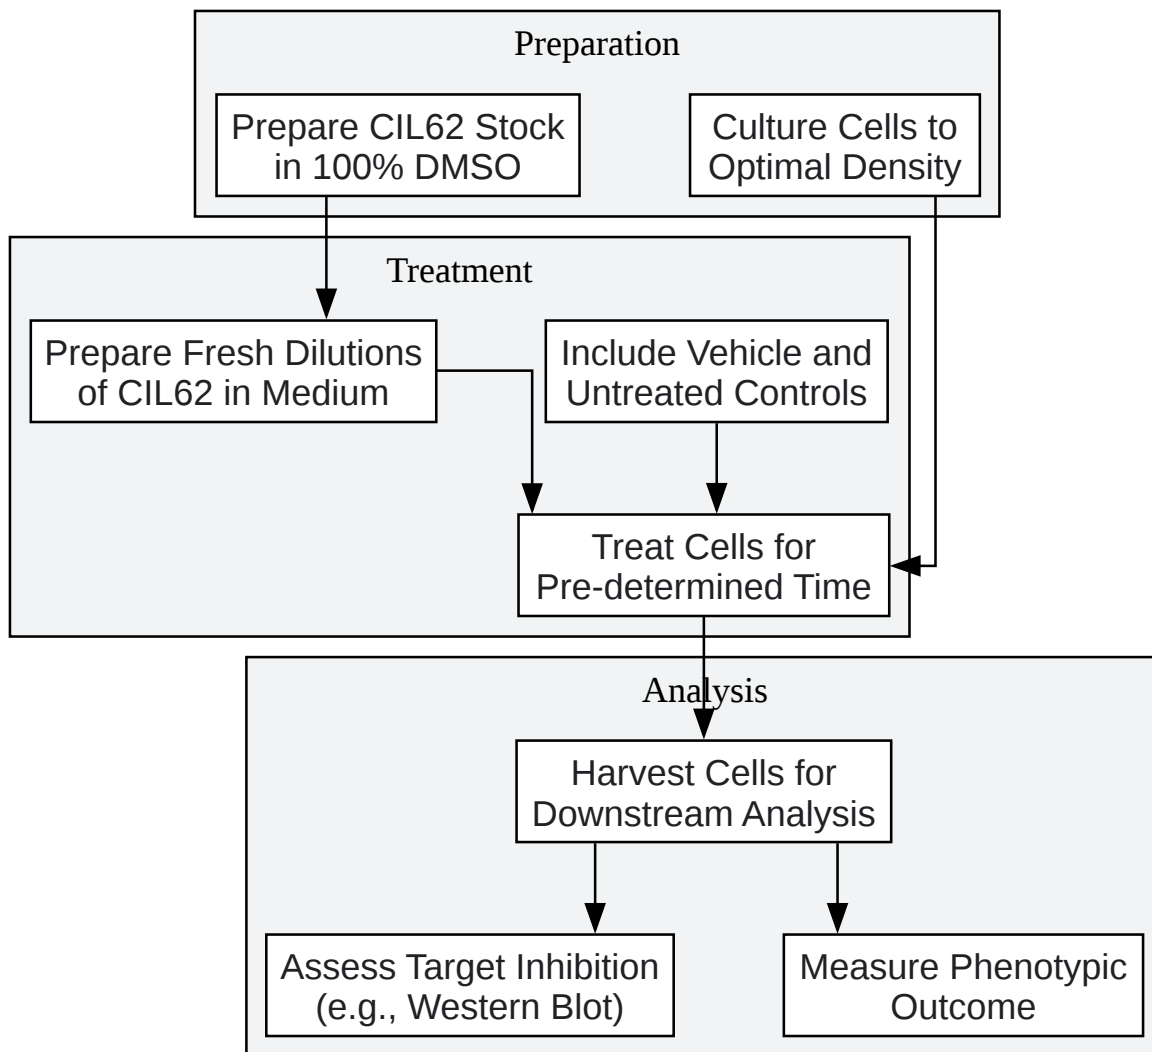 Preparation
Prepare CIL62 Stock
in 100% DMSO
Culture Cells to
Optimal Density
Treatment
Prepare Fresh Dilutions
of CIL62 in Medium
Include Vehicle and
Untreated Controls
Treat Cells for
Pre-determined Time
Analysis
Harvest Cells for
Downstream Analysis
Assess Target Inhibition
(e.g., Western Blot)
Measure Phenotypic
Outcome